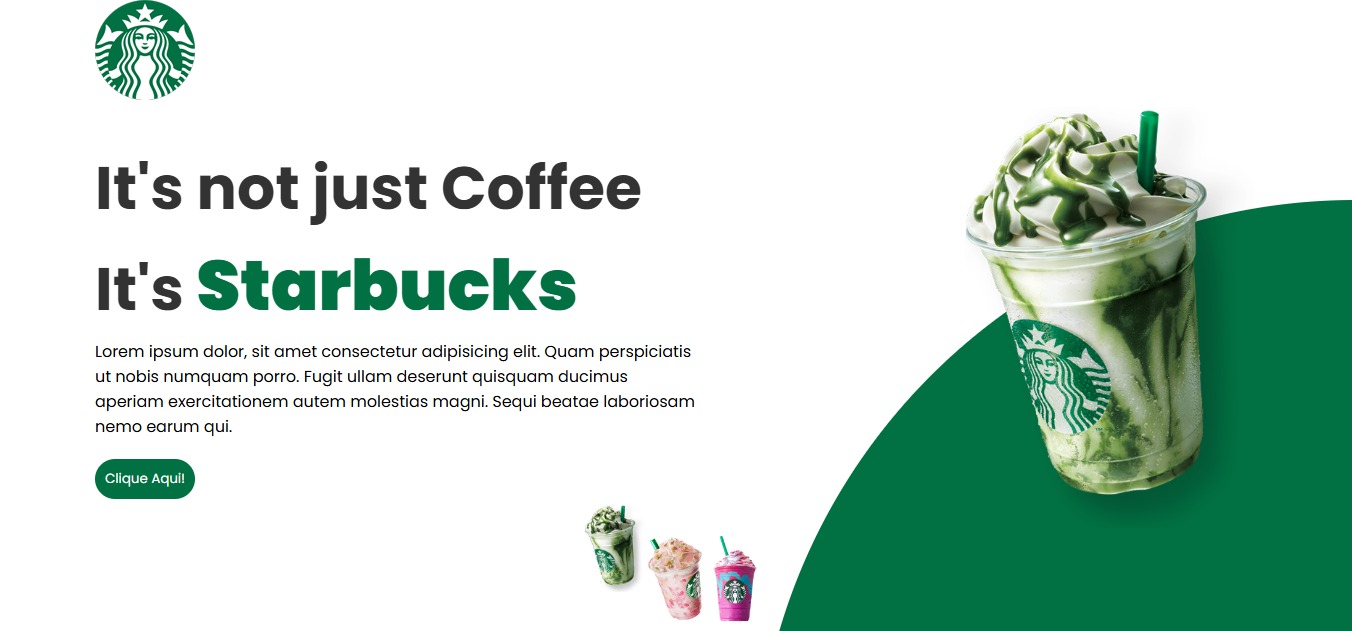 It's not just Coffee
It's Starbucks
Lorem ipsum dolor, sit amet consectetur adipisicing elit. Quam perspiciatis
ut nobis numquam porro. Fugit ullam deserunt quisquam ducimus
aperiam exercitationem autem molestias magni. Sequi beatae laboriosam
nemo earum qui.
Clique Aqui!